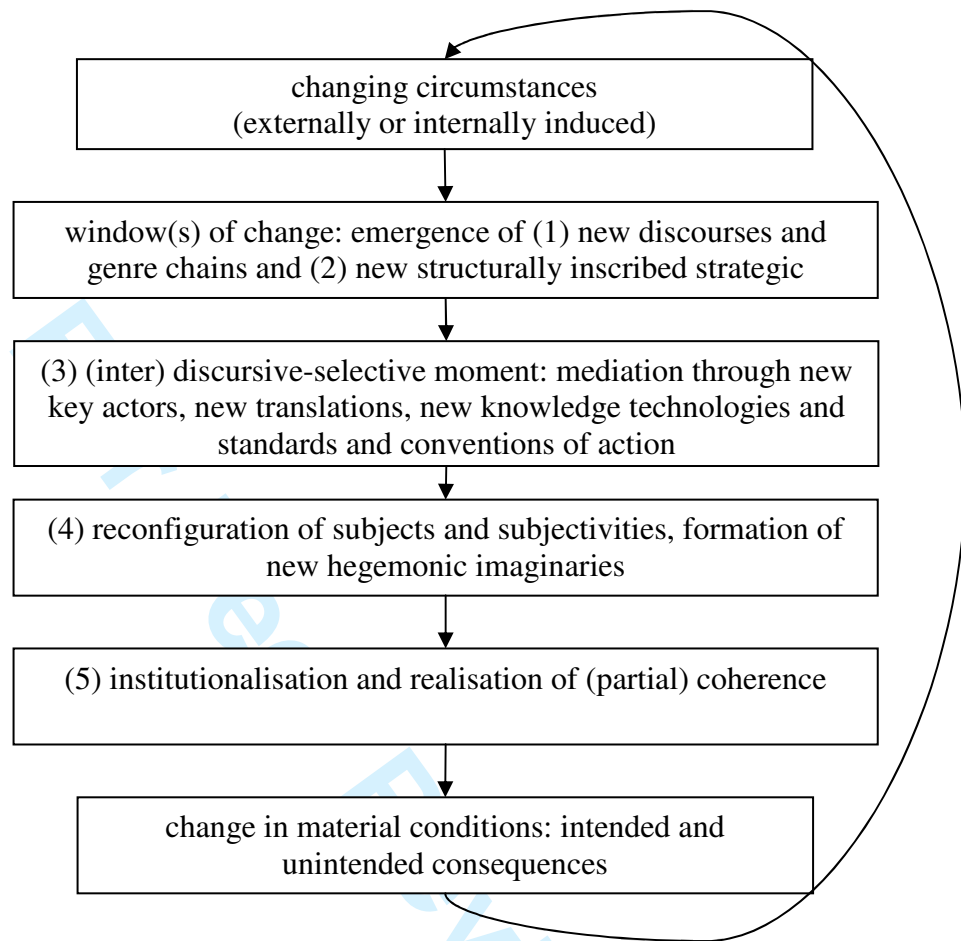 changing circumstances
(externally or internally induced)
window(s) of change: emergence of (1) new discourses and
genre chains and (2) new structurally inscribed strategic
(3) (inter) discursive-selective moment: mediation through new
key actors, new translations, new knowledge technologies and
standards and conventions of action
(4) reconfiguration of subjects and subjectivities, formation of
new hegemonic imaginaries
(5) institutionalisation and realisation of (partial) coherence
change in material conditions: intended and
unintended consequences